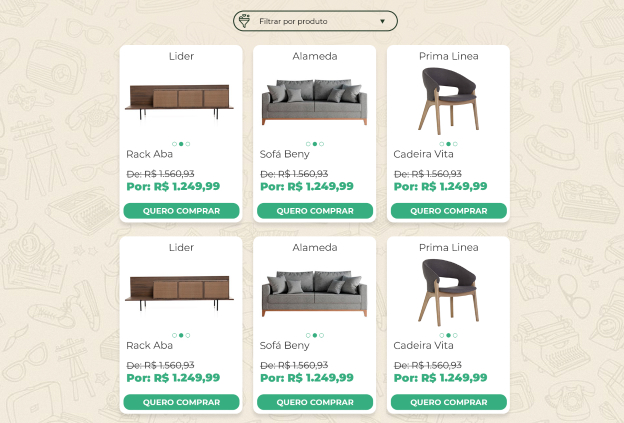 Filtrar por produto
Lider
Alameda
Prima Linea
Rack Aba
Sofá Beny
Cadeira Vita
De: R$ 1.560,93
De: R$ 1.560,93
De: R$ 1.560,93
Por: R$ 1.249,99
Por: R$ 1.249,99
Por: R$ 1.249,99
QUERO COMPRAR
QUERO COMPRAR
QUERO COMPRAR
Lider
Alameda
Prima Linea
Rack Aba
Sofá Beny
Cadeira Vita
De: R$ 1.560,93
De: R$ 1.560,93
De: R$ 1.560,93
Por: R$ 1.249,99
Por: R$ 1.249,99
Por: R$ 1.249,99
QUERO COMPRAR
QUERO COMPRAR
QUERO COMPRAR